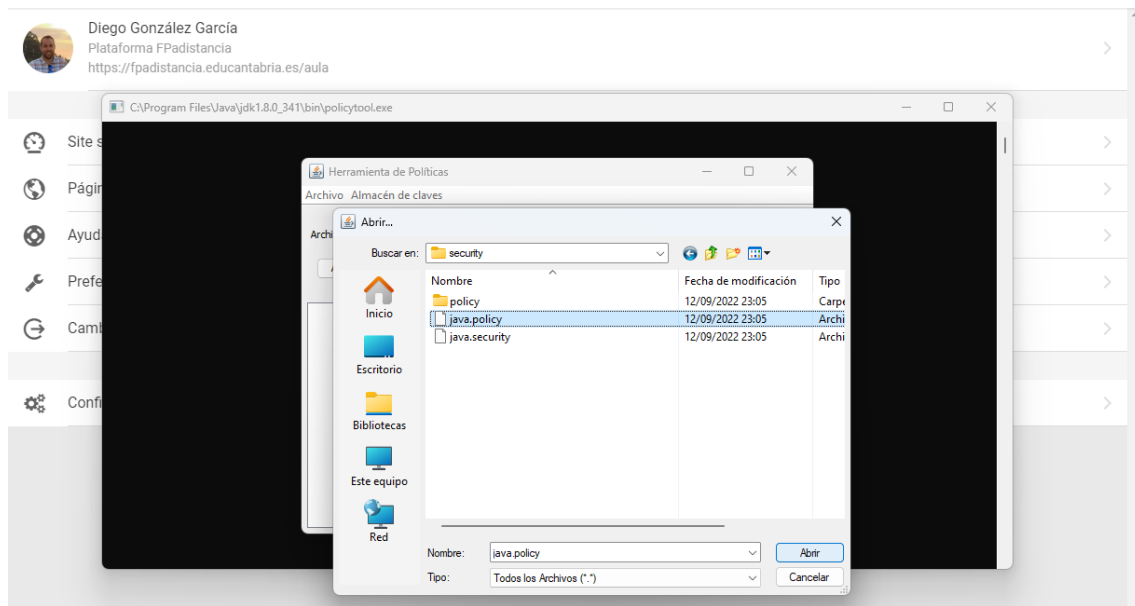 Diego González García
Plataforma FPadistancia
https://fpadistancia.educantabria.es/aula
C:\Program Files\Java\jdk1.8.0_341\bin\policytool.exe
Site s
Págin
Ayud
Prefe
Camb
Confi
Herramienta de Políticas
Archivo Almacén de claves
Archi
Abrir...
Buscar en: security
Nombre Fecha de modificación Tipo
policy 12/09/2022 23:05 Carpe
java.policy 12/09/2022 23:05 Archi
java.security 12/09/2022 23:05 Archi
Inicio
Escritorio
Bibliotecas
Este equipo
Red
Nombre: java.policy Abrir
Tipo: Todos los Archivos (*.*) Cancelar